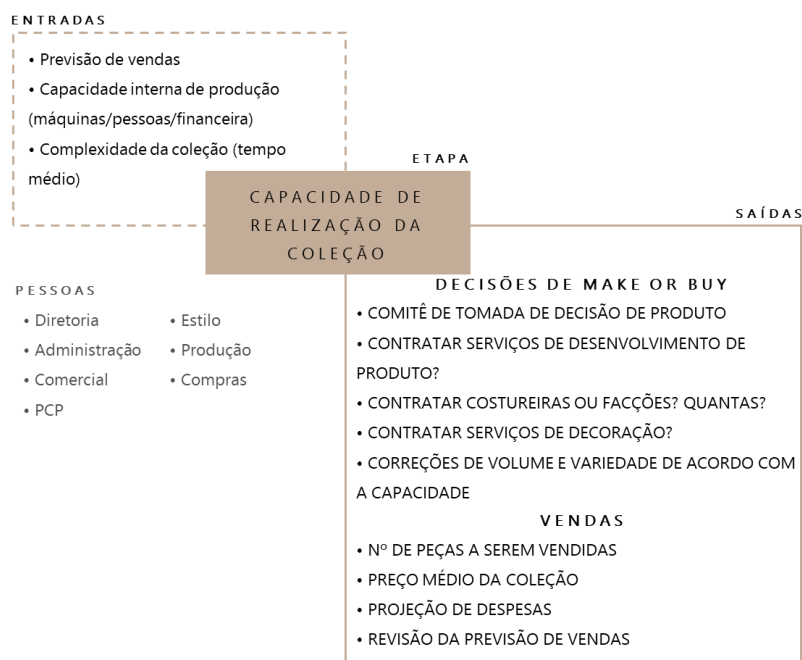 ENTRADAS
• Previsão de vendas
• Capacidade interna de produção
(máquinas/pessoas/financeira)
• Complexidade da coleção (tempo
médio)
ETAPA
CAPACIDADE DE
REALIZAÇÃO DA
COLEÇÃO
SAÍDAS
PESSOAS
• Diretoria
• Administração
• Comercial
• PCP
• Estilo
• Produção
• Compras
DECISÕES DE MAKE OR BUY
• COMITÊ DE TOMADA DE DECISÃO DE PRODUTO
• CONTRATAR SERVIÇOS DE DESENVOLVIMENTO DE
PRODUTO?
• CONTRATAR COSTUREIRAS OU FACÇÕES? QUANTAS?
• CONTRATAR SERVIÇOS DE DECORAÇÃO?
• CORREÇÕES DE VOLUME E VARIEDADE DE ACORDO COM
A CAPACIDADE
VENDAS
• Nº DE PEÇAS A SEREM VENDIDAS
• PREÇO MÉDIO DA COLEÇÃO
• PROJEÇÃO DE DESPESAS
• REVISÃO DA PREVISÃO DE VENDAS